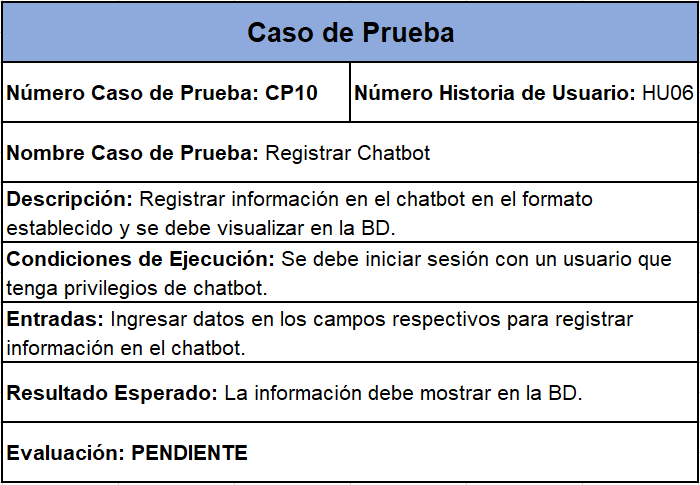 Caso de Prueba
Número Caso de Prueba: CP10
Número Historia de Usuario: HU06
Nombre Caso de Prueba: Registrar Chatbot
Descripción: Registrar información en el chatbot en el formato
establecido y se debe visualizar en la BD.
Condiciones de Ejecución: Se debe iniciar sesión con un usuario que
tenga privilegios de chatbot.
Entradas: Ingresar datos en los campos respectivos para registrar
información en el chatbot.
Resultado Esperado: La información debe mostrar en la BD.
Evaluación: PENDIENTE